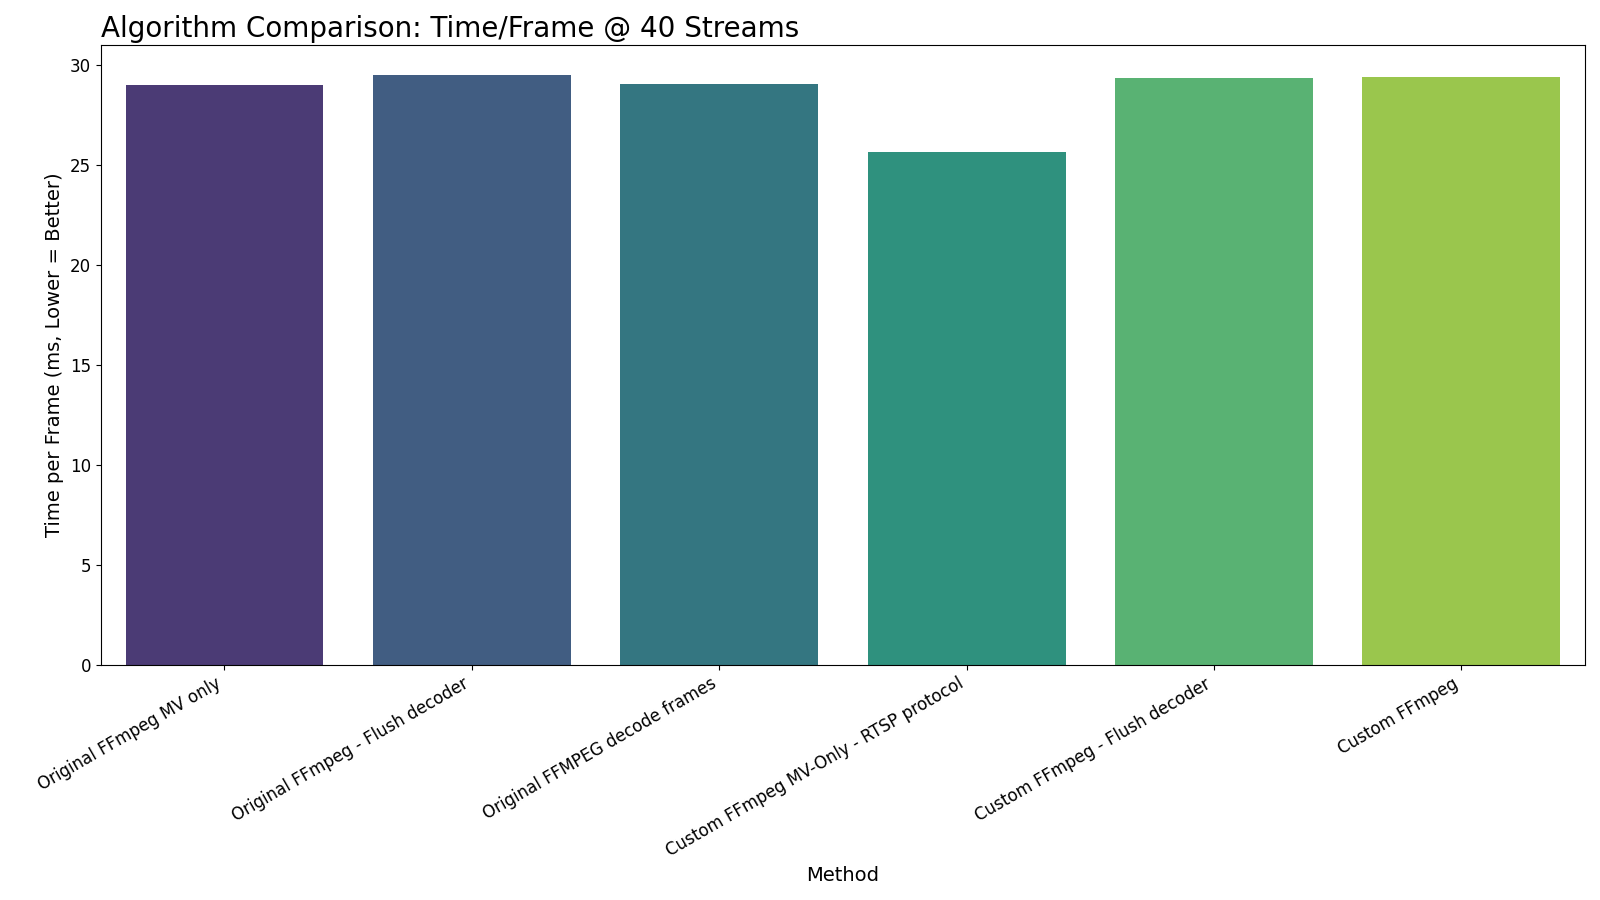 Algorithm Comparison: Time/Frame @ 40 Streams
Time per Frame (ms, Lower = Better)
30
25
20
15
10
5
0
Original FFmpeg MV only
Original FFmpeg - Flush decoder
Original FFMPEG decode frames
Custom FFmpeg MV-Only - RTSP protocol
Custom FFmpeg - Flush decoder
Custom FFmpeg
Method